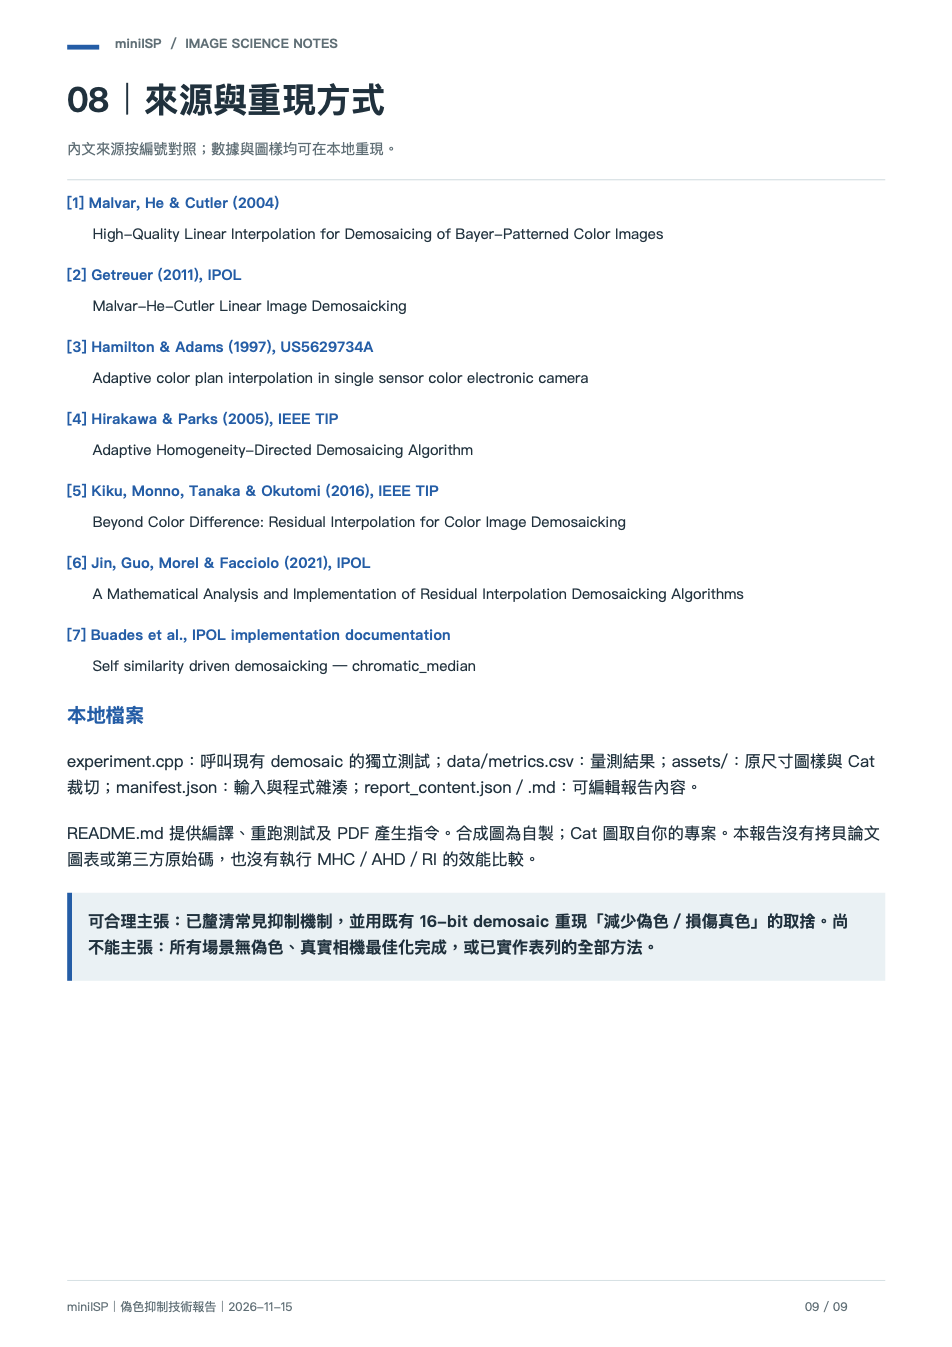 miniISP / IMAGE SCIENCE NOTES
08｜來源與重現方式
內文來源按編號對照；數據與圖樣均可在本地重現。
[1] Malvar, He & Cutler (2004)
High-Quality Linear Interpolation for Demosaicing of Bayer-Patterned Color Images
[2] Getreuer (2011), IPOL
Malvar-He-Cutler Linear Image Demosaicking
[3] Hamilton & Adams (1997), US5629734A
Adaptive color plan interpolation in single sensor color electronic camera
[4] Hirakawa & Parks (2005), IEEE TIP
Adaptive Homogeneity-Directed Demosaicing Algorithm
[5] Kiku, Monno, Tanaka & Okutomi (2016), IEEE TIP
Beyond Color Difference: Residual Interpolation for Color Image Demosaicking
[6] Jin, Guo, Morel & Facciolo (2021), IPOL
A Mathematical Analysis and Implementation of Residual Interpolation Demosaicking Algorithms
[7] Buades et al., IPOL implementation documentation
Self similarity driven demosaicking — chromatic_median
本地檔案
experiment.cpp：呼叫現有 demosaic 的獨立測試；data/metrics.csv：量測結果；assets/：原尺寸圖樣與 Cat
裁切；manifest.json：輸入與程式雜湊；report_content.json / .md：可編輯報告內容。
README.md 提供編譯、重跑測試及 PDF 產生指令。合成圖為自製；Cat 圖取自你的專案。本報告沒有拷貝論文
圖表或第三方原始碼，也沒有執行 MHC / AHD / RI 的效能比較。
可合理主張：已釐清常見抑制機制，並用既有 16-bit demosaic 重現「減少偽色 / 損傷真色」的取捨。尚
不能主張：所有場景無偽色、真實相機最佳化完成，或已實作表列的全部方法。
miniISP｜偽色抑制技術報告｜2026-11-15
09 / 09